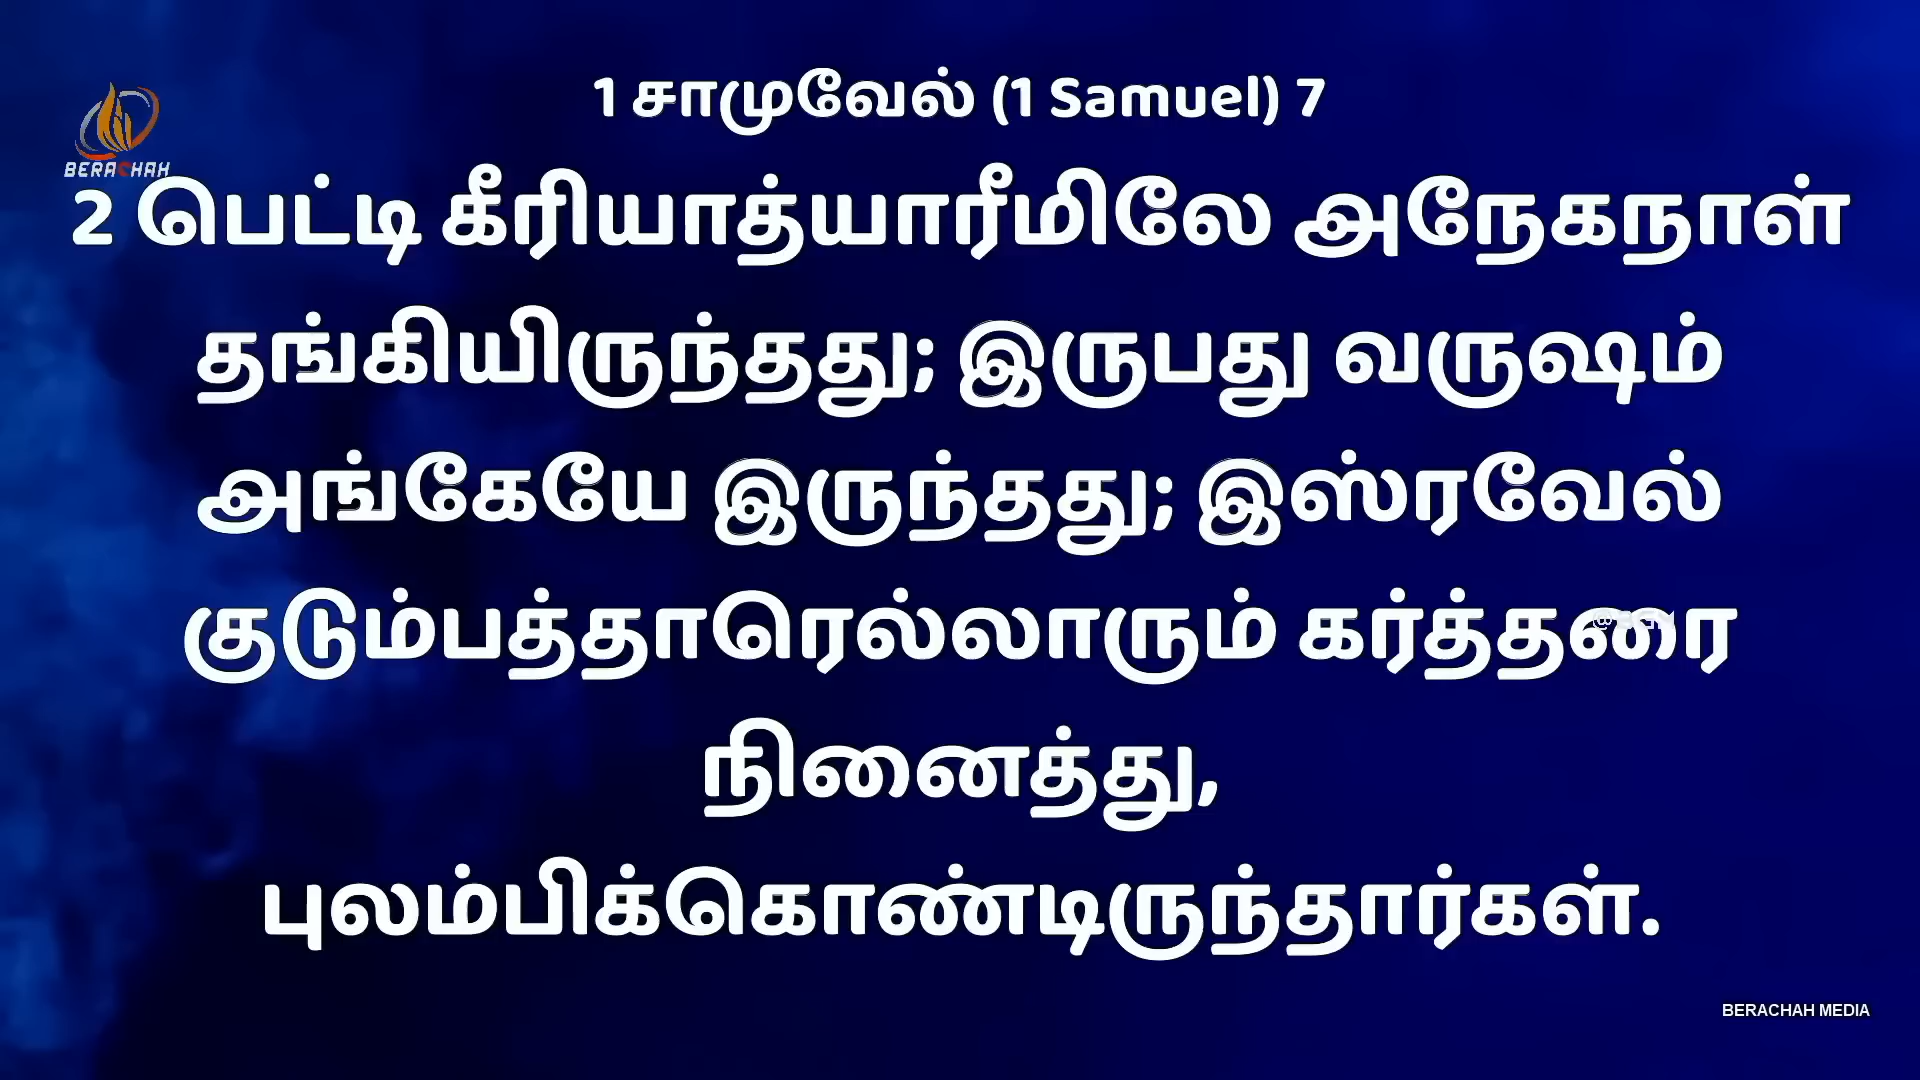 1 சாமுவேல் (1 Samuel) 7
BERACHAH
2 பெட்டி கீரியாத்யாரீமிலே அநேகநாள்
தங்கியிருந்தது; இருபது வருஷம்
அங்கேயே இருந்தது; இஸ்ரவேல்
குடும்பத்தாரெல்லாரும் கர்த்தரை
நினைத்து,
புலம்பிக்கொண்டிருந்தார்கள்.
BERACHAH MEDIA